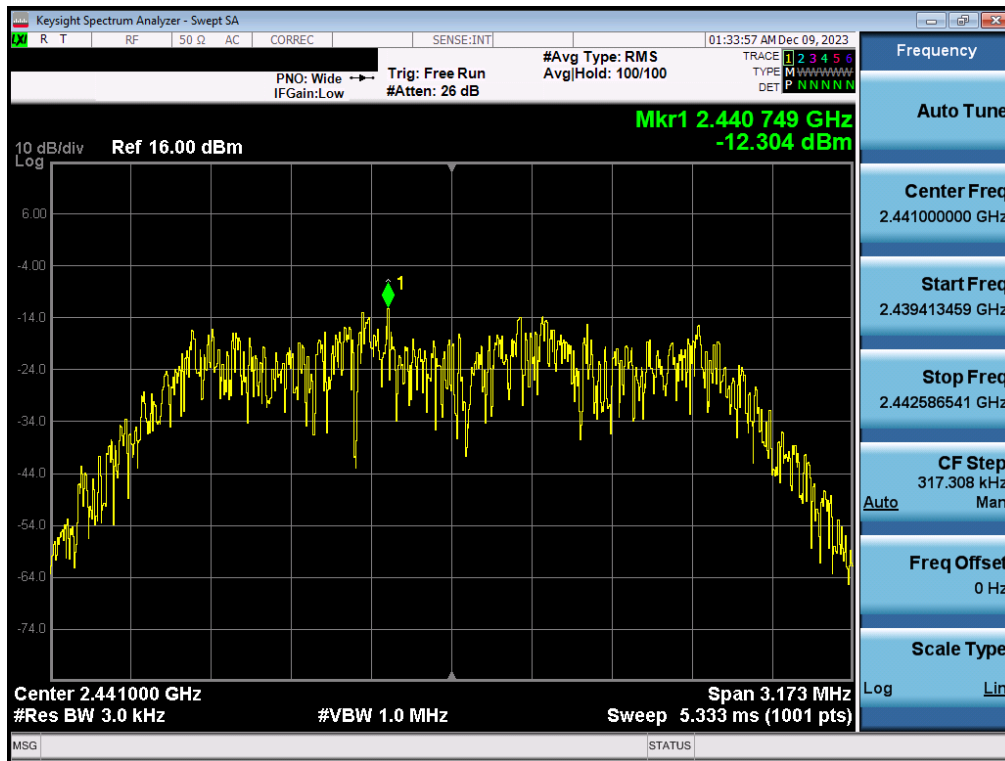 Keysight Spectrum Analyzer - Swept SA
LXI R T RF 50 Ω AC CORREC SENSE:INT 01:33:57 AM Dec 09, 2023
PNO: Wide
IFGain:Low
Trig: Free Run
#Atten: 26 dB
#Avg Type: RMS
Avg|Hold: 100/100
TRACE 1 2 3 4 5 6
TYPE M WWWWW
DET P N N N N N
Mkr1 2.440 749 GHz
-12.304 dBm
10 dB/div Ref 16.00 dBm
Log
1
6.00
-4.00
-14.0
-24.0
-34.0
-44.0
-54.0
-64.0
-74.0
Center 2.441000 GHz Span 3.173 MHz
#Res BW 3.0 kHz #VBW 1.0 MHz Sweep 5.333 ms (1001 pts)
MSG STATUS
Frequency
Auto Tune
Center Freq
2.441000000 GHz
Start Freq
2.439413459 GHz
Stop Freq
2.442586541 GHz
CF Step
317.308 kHz
Auto Man
Freq Offset
0 Hz
Scale Type
Log Lin